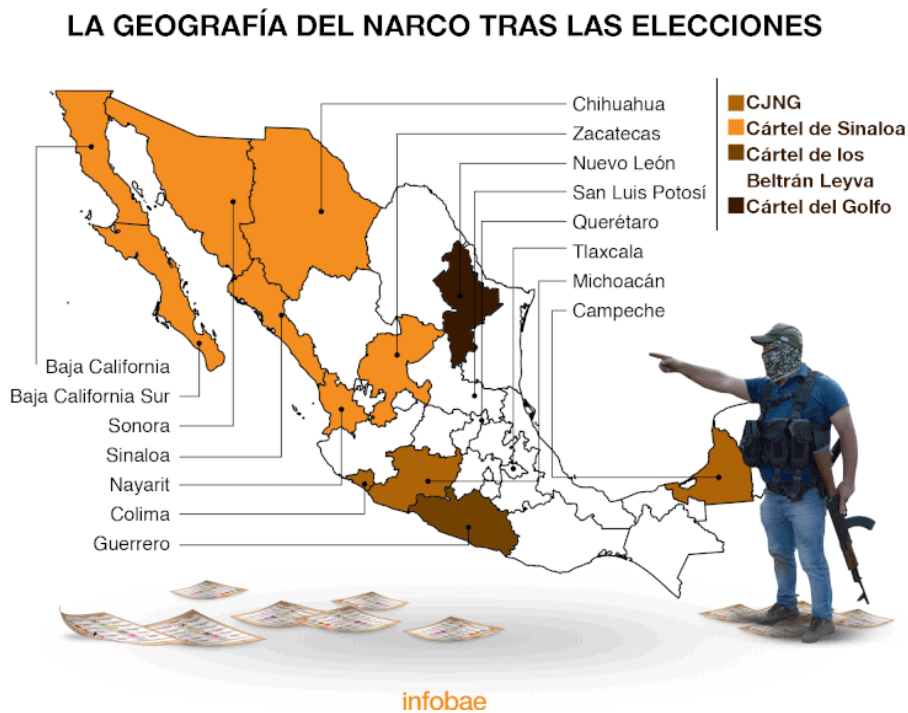 LA GEOGRAFÍA DEL NARCO TRAS LAS ELECCIONES
Chihuahua
Zacatecas
Nuevo León
San Luis Potosí
Querétaro
Tlaxcala
Michoacán
Campeche
CJNG
Cártel de Sinaloa
Cártel de los
Beltrán Leyva
Cártel del Golfo
Baja California
Baja California Sur
Sonora
Sinaloa
Nayarit
Colima
Guerrero
infobae